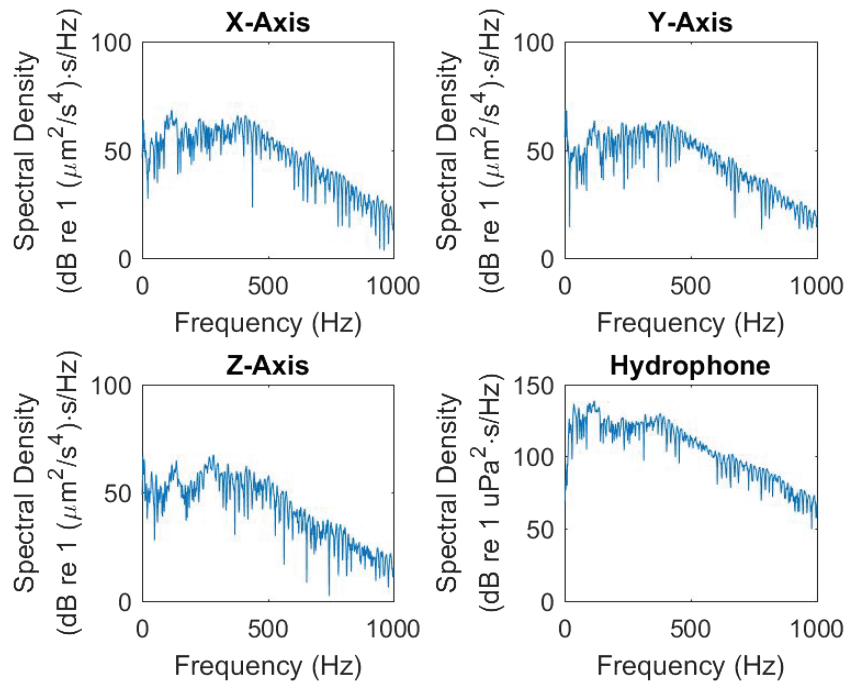 X-Axis
Spectral Density
(dB re 1 (μm²/s⁴)·s/Hz)
100
50
0
0 500 1000
Frequency (Hz)
Y-Axis
Spectral Density
(dB re 1 (μm²/s⁴)·s/Hz)
100
50
0
0 500 1000
Frequency (Hz)
Z-Axis
Spectral Density
(dB re 1 (μm²/s⁴)·s/Hz)
100
50
0
0 500 1000
Frequency (Hz)
Hydrophone
Spectral Density
(dB re 1 uPa²·s/Hz)
150
100
50
0
0 500 1000
Frequency (Hz)